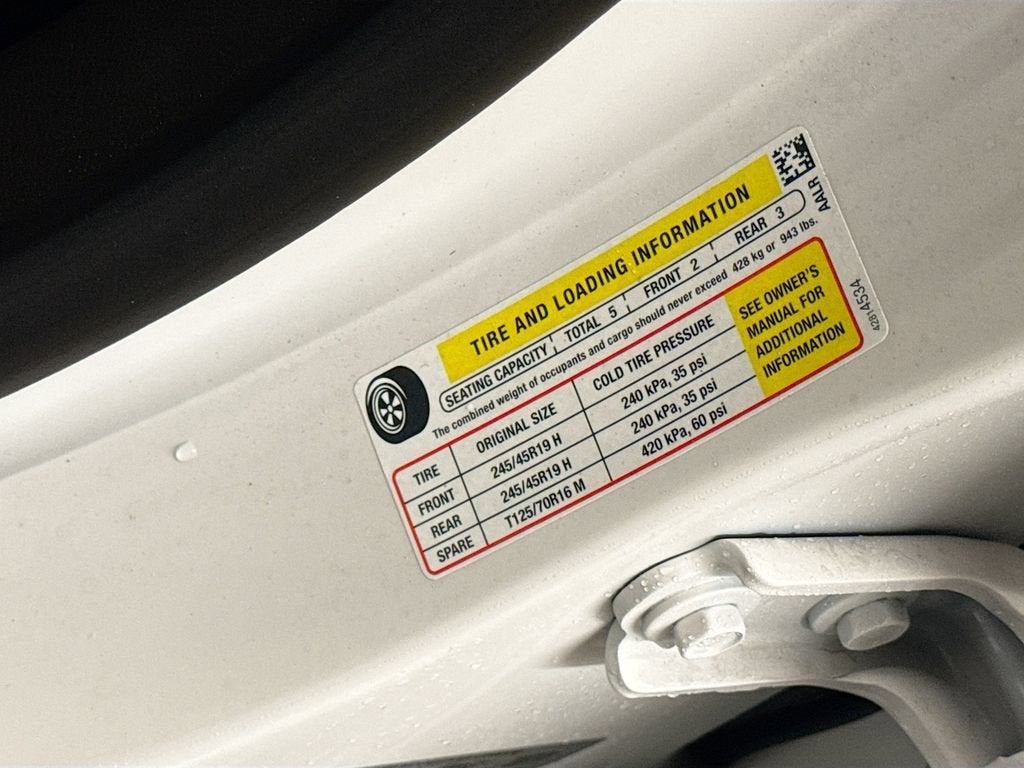 TIRE AND LOADING INFORMATION
AALR
SEATING CAPACITY TOTAL 5 FRONT 2 REAR 3
The combined weight of occupants and cargo should never exceed 428 kg or 943 lbs.
TIRE ORIGINAL SIZE COLD TIRE PRESSURE
FRONT 245/45R19 H 240 kPa, 35 psi
REAR 245/45R19 H 240 kPa, 35 psi
SPARE T125/70R16 M 420 kPa, 60 psi
SEE OWNER'S
MANUAL FOR
ADDITIONAL
INFORMATION
42814534